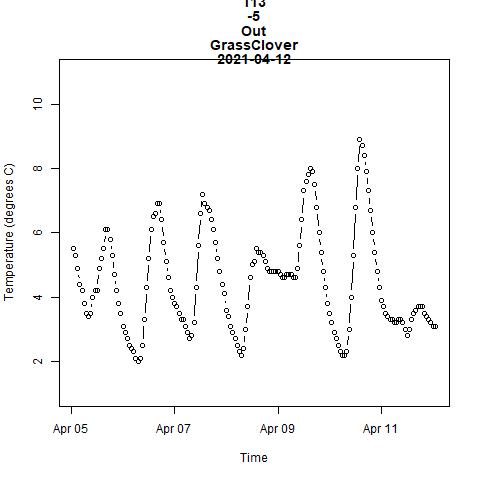 T13
-5
Out
GrassClover
2021-04-12
Temperature (degrees C)
10
8
6
4
2
Apr 05 Apr 07 Apr 09 Apr 11
Time